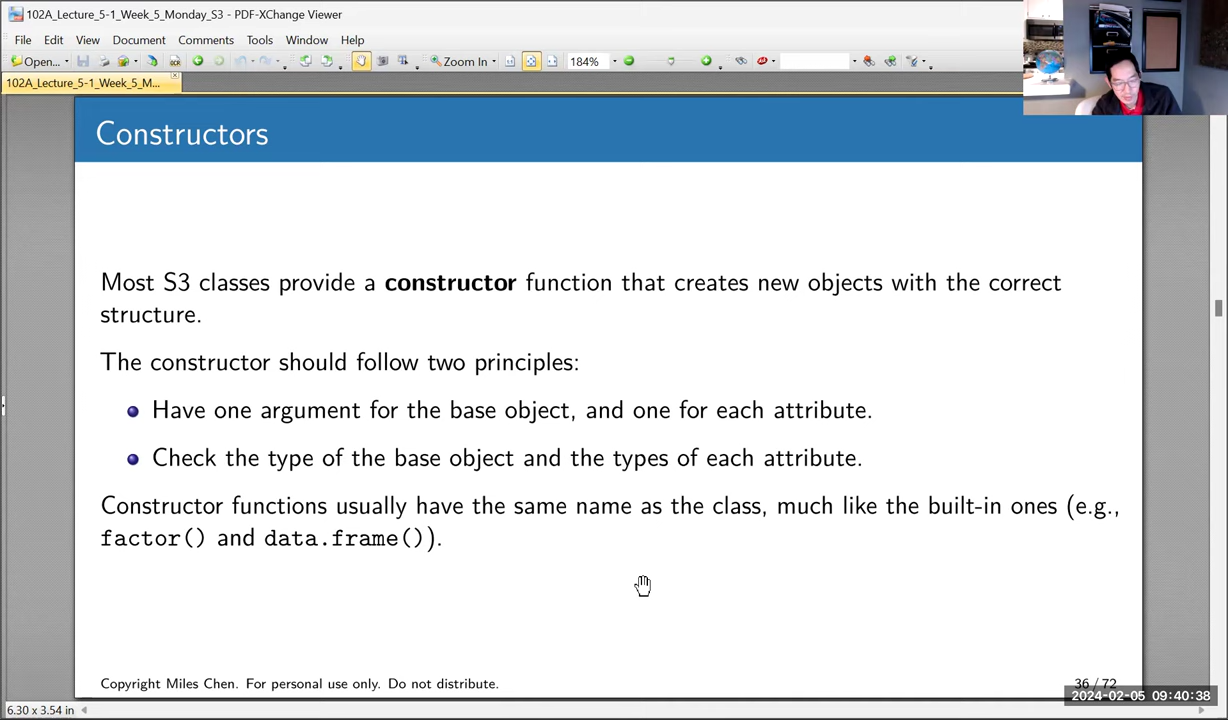 102A_Lecture_5-1_Week_5_Monday_S3 - PDF-XChange Viewer
File Edit View Document Comments Tools Window Help
Open... OCR Zoom In 184%
102A_Lecture_5-1_Week_5_M...
Constructors
Most S3 classes provide a constructor function that creates new objects with the correct
structure.
The constructor should follow two principles:
Have one argument for the base object, and one for each attribute.
Check the type of the base object and the types of each attribute.
Constructor functions usually have the same name as the class, much like the built-in ones (e.g.,
factor() and data.frame()).
Copyright Miles Chen. For personal use only. Do not distribute.
36 / 72
2024-02-05 09:40:38
6.30 x 3.54 in